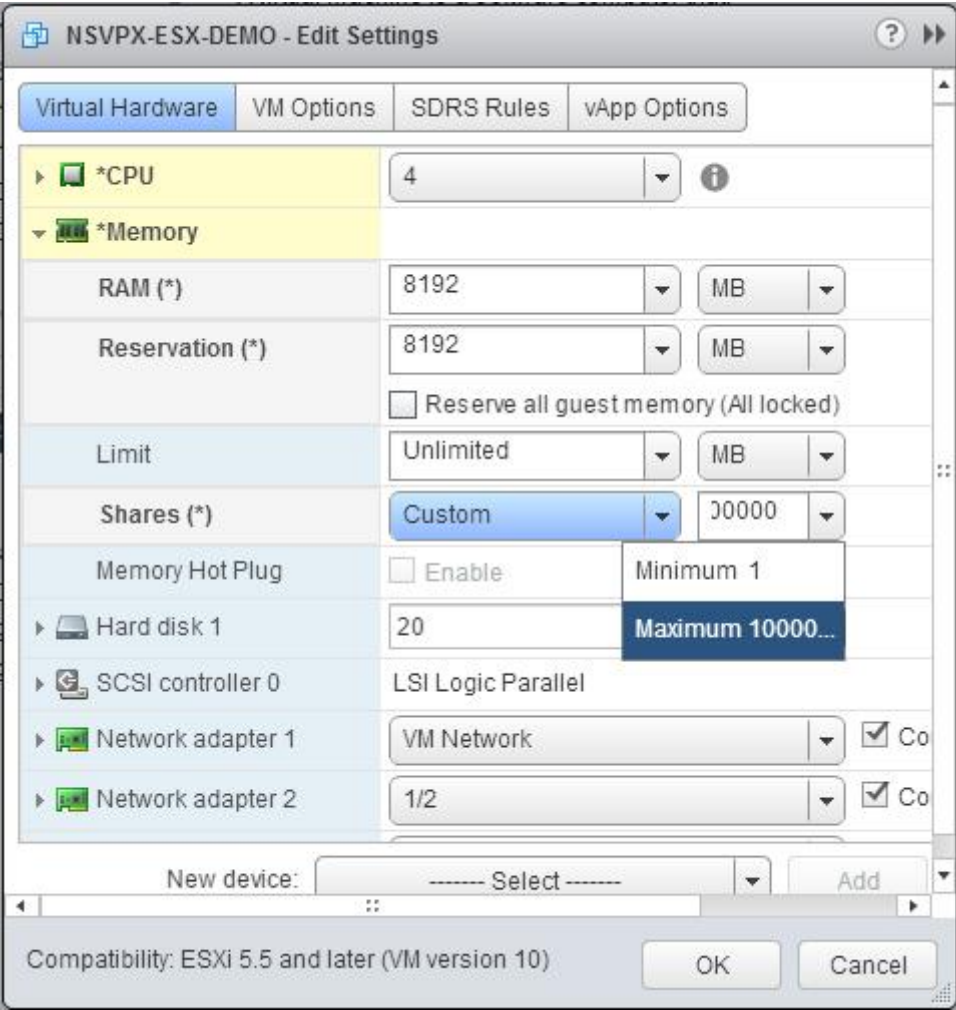 NSVPX-ESX-DEMO - Edit Settings
Virtual Hardware VM Options SDRS Rules vApp Options
*CPU 4
*Memory
RAM (*) 8192 MB
Reservation (*) 8192 MB
Reserve all guest memory (All locked)
Limit Unlimited MB
Shares (*) Custom 00000
Memory Hot Plug Enable Minimum 1
Hard disk 1 20 Maximum 10000...
SCSI controller 0 LSI Logic Parallel
Network adapter 1 VM Network Co
Network adapter 2 1/2 Co
New device: ------- Select ------- Add
Compatibility: ESXi 5.5 and later (VM version 10) OK Cancel